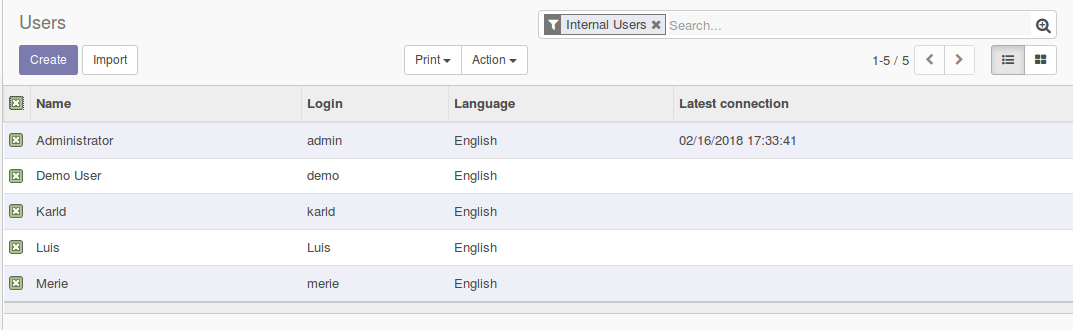 Users
Internal Users Search...
Create Import Print Action 1-5 / 5
Name Login Language Latest connection
Administrator admin English 02/16/2018 17:33:41
Demo User demo English
Karld karld English
Luis Luis English
Merie merie English